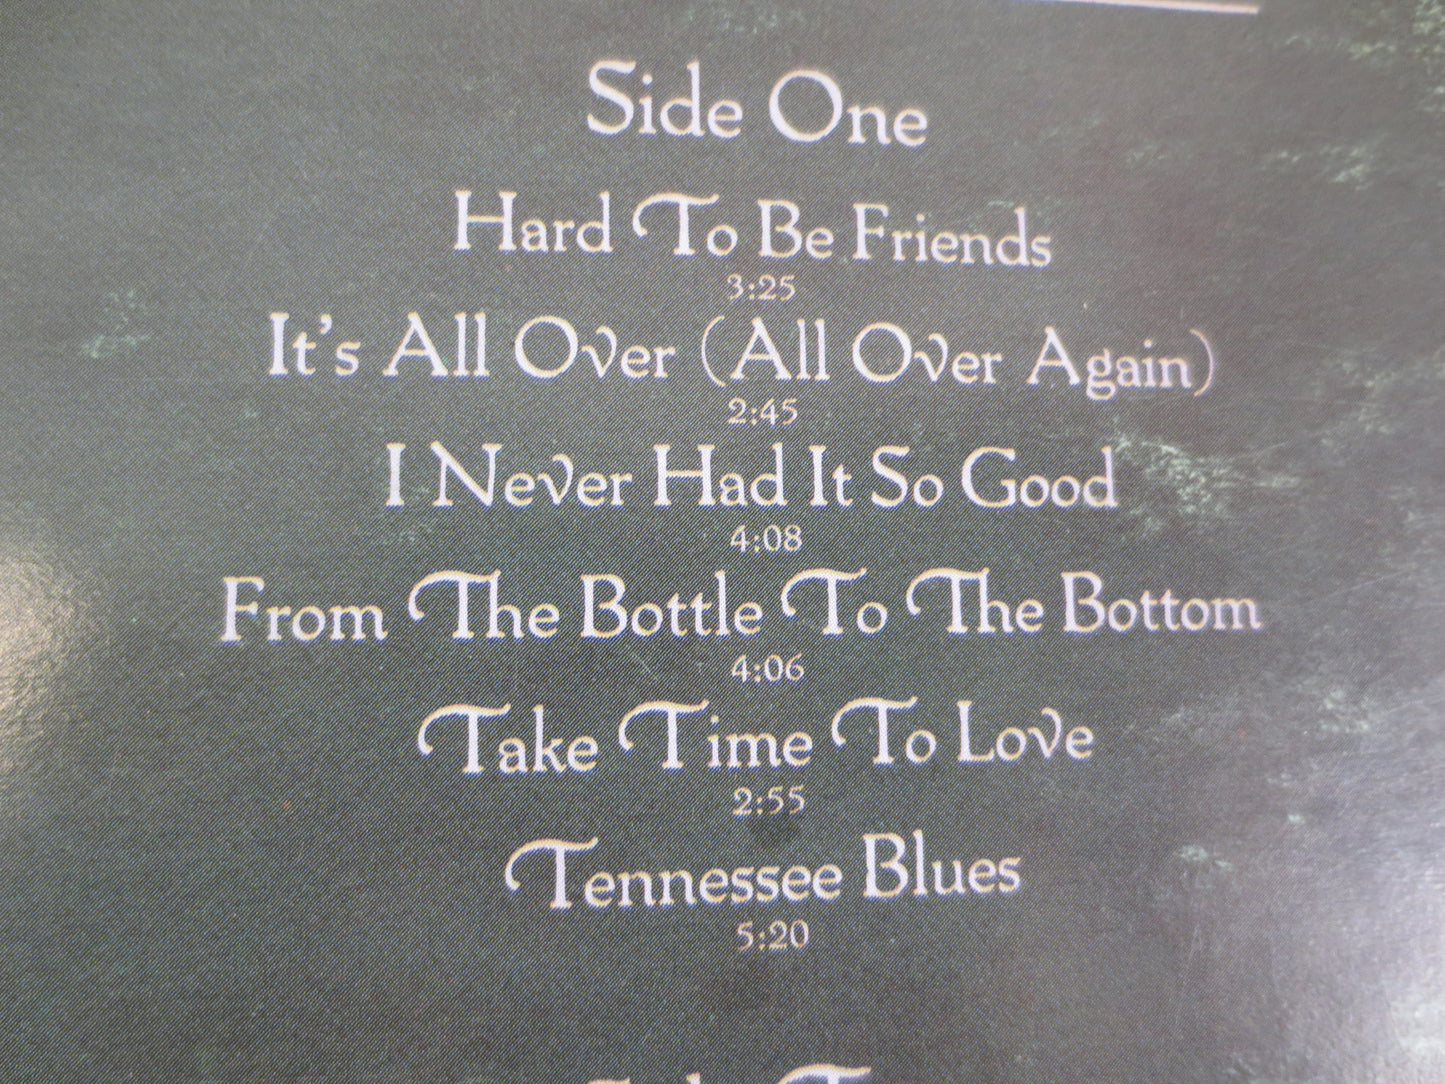 Side One
Hard To Be Friends
3:25
It's All Over (All Over Again)
2:45
I Never Had It So Good
4:08
From The Bottle To The Bottom
4:06
Take Time To Love
2:55
Tennessee Blues
5:20